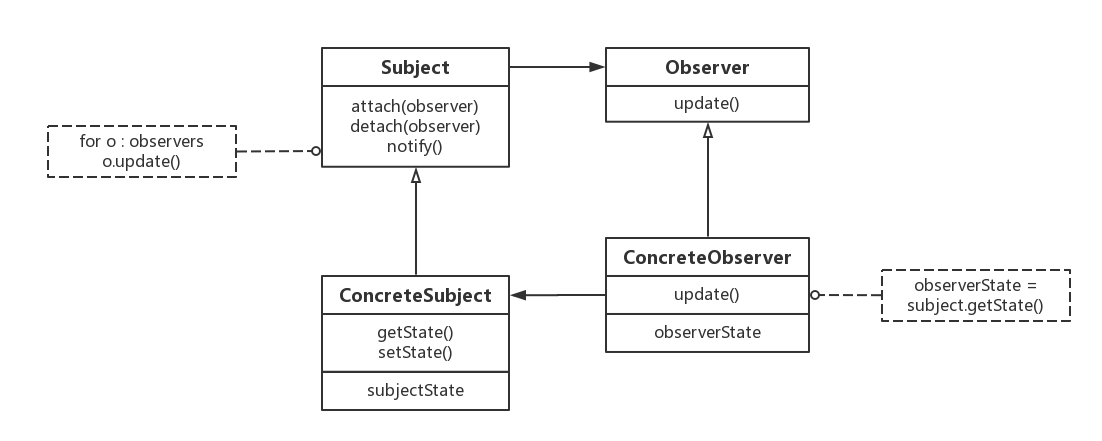 Subject
attach(observer)
detach(observer)
notify()
for o : observers
o.update()
Observer
update()
ConcreteSubject
getState()
setState()
subjectState
ConcreteObserver
update()
observerState
observerState =
subject.getState()